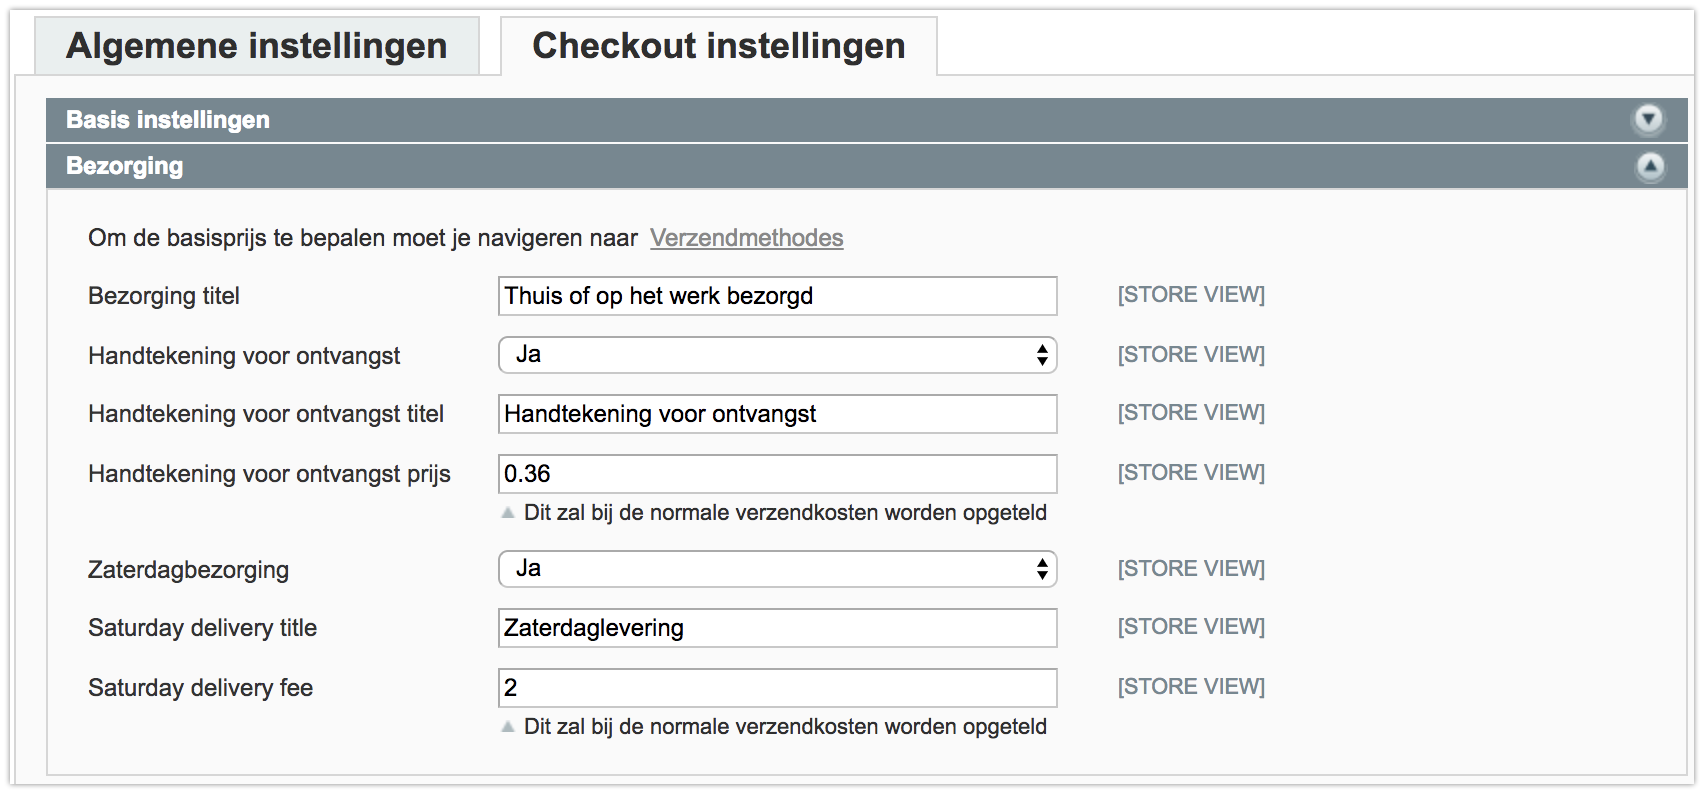 Algemene instellingen Checkout instellingen
Basis instellingen
Bezorging
Om de basisprijs te bepalen moet je navigeren naar Verzendmethodes
Bezorging titel Thuis of op het werk bezorgd [STORE VIEW]
Handtekening voor ontvangst Ja [STORE VIEW]
Handtekening voor ontvangst titel Handtekening voor ontvangst [STORE VIEW]
Handtekening voor ontvangst prijs 0.36 [STORE VIEW]
Dit zal bij de normale verzendkosten worden opgeteld
Zaterdagbezorging Ja [STORE VIEW]
Saturday delivery title Zaterdaglevering [STORE VIEW]
Saturday delivery fee 2 [STORE VIEW]
Dit zal bij de normale verzendkosten worden opgeteld